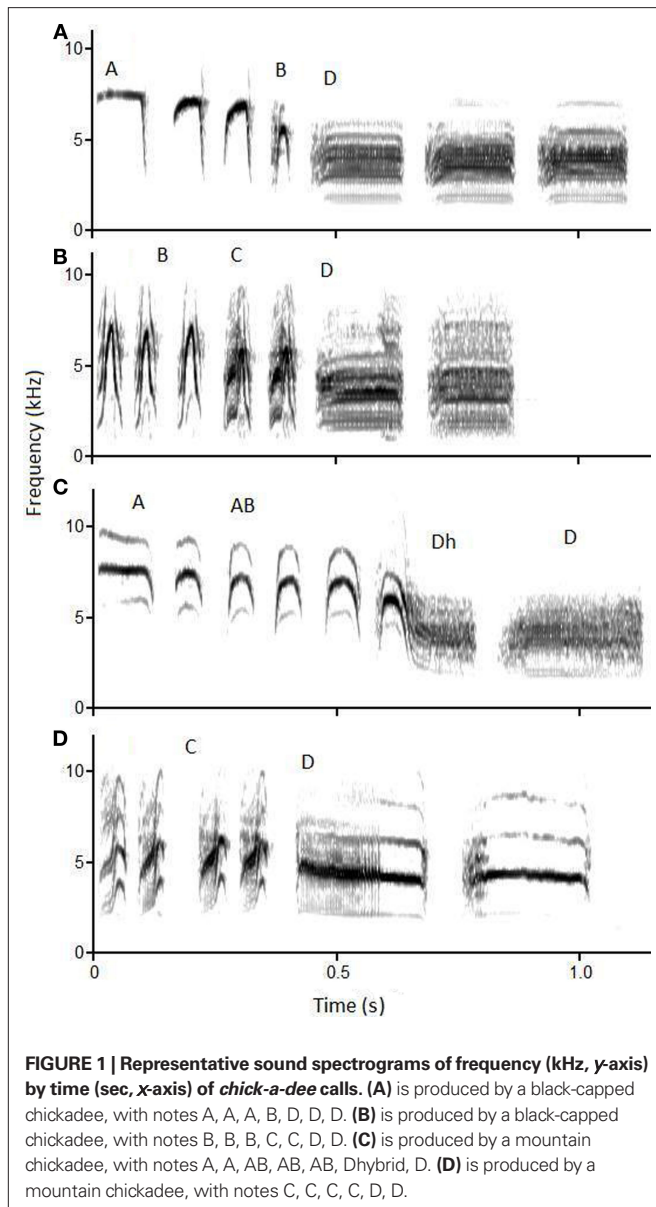 A
10
A
B
D
5
0
B
10
B
C
D
5
0
Frequency (kHz)
C
10
A
AB
Dh
D
5
0
D
10
C
D
5
0
0
0.5
1.0
Time (s)
FIGURE 1 | Representative sound spectrograms of frequency (kHz, y-axis)
by time (sec, x-axis) of chick-a-dee calls. (A) is produced by a black-capped
chickadee, with notes A, A, A, B, D, D, D. (B) is produced by a black-capped
chickadee, with notes B, B, B, C, C, D, D. (C) is produced by a mountain
chickadee, with notes A, A, AB, AB, AB, Dhybrid, D. (D) is produced by a
mountain chickadee, with notes C, C, C, C, D, D.